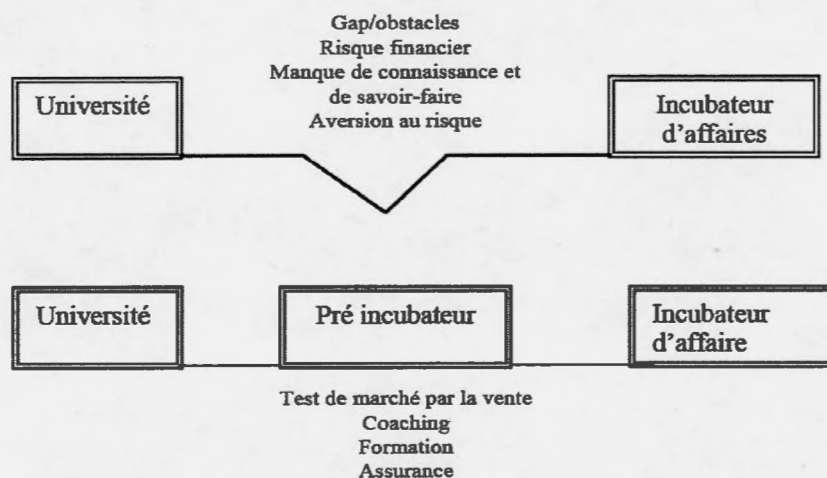 Gap/obstacles
Risque financier
Manque de connaissance et
de savoir-faire
Aversion au risque
Université
Incubateur
d'affaires
Université
Pré incubateur
Incubateur
d'affaire
Test de marché par la vente
Coaching
Formation
Assurance